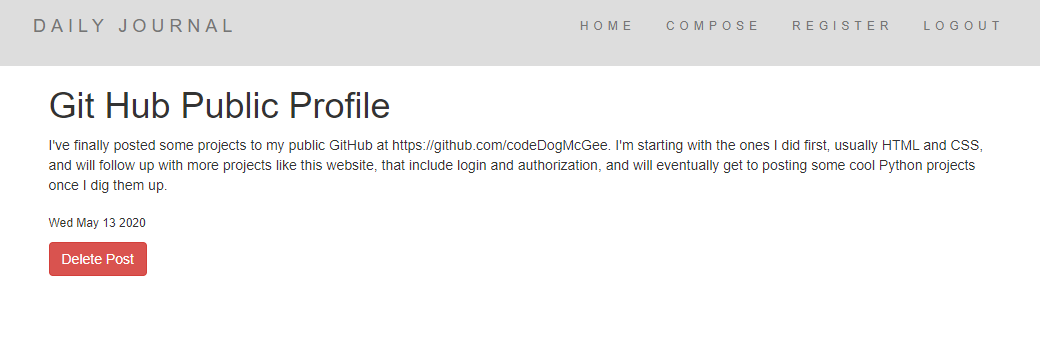 DAILY JOURNAL
HOME COMPOSE REGISTER LOGOUT
Git Hub Public Profile
I've finally posted some projects to my public GitHub at https://github.com/codeDogMcGee. I'm starting with the ones I did first, usually HTML and CSS,
and will follow up with more projects like this website, that include login and authorization, and will eventually get to posting some cool Python projects
once I dig them up.
Wed May 13 2020
Delete Post